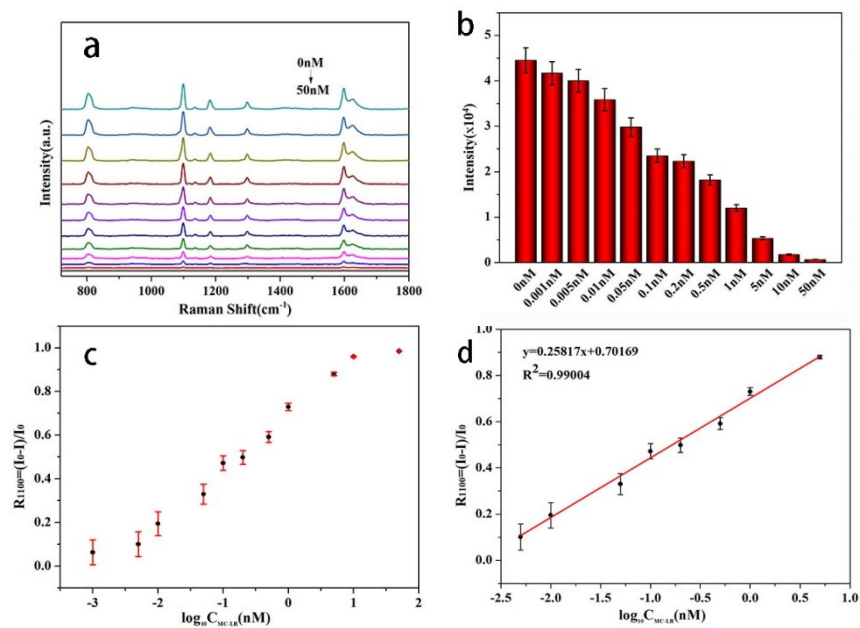 a
0nM
50nM
Intensity(a.u.)
800
1000
1200
1400
1600
1800
Raman Shift(cm-1)
b
Intensity(x10⁴)
5
4
3
2
1
0
0nM
0.001nM
0.005nM
0.01nM
0.05nM
0.1nM
0.2nM
0.5nM
1nM
5nM
10nM
50nM
c
R1100=(I0-I)/I0
1.0
0.8
0.6
0.4
0.2
0.0
-3
-2
-1
0
1
2
log10CMC-LR(nM)
d
y=0.25817x+0.70169
R²=0.99004
R1100=(I0-I)/I0
1.0
0.8
0.6
0.4
0.2
0.0
-2.5
-2.0
-1.5
-1.0
-0.5
0.0
0.5
1.0
log10CMC-LR(nM)